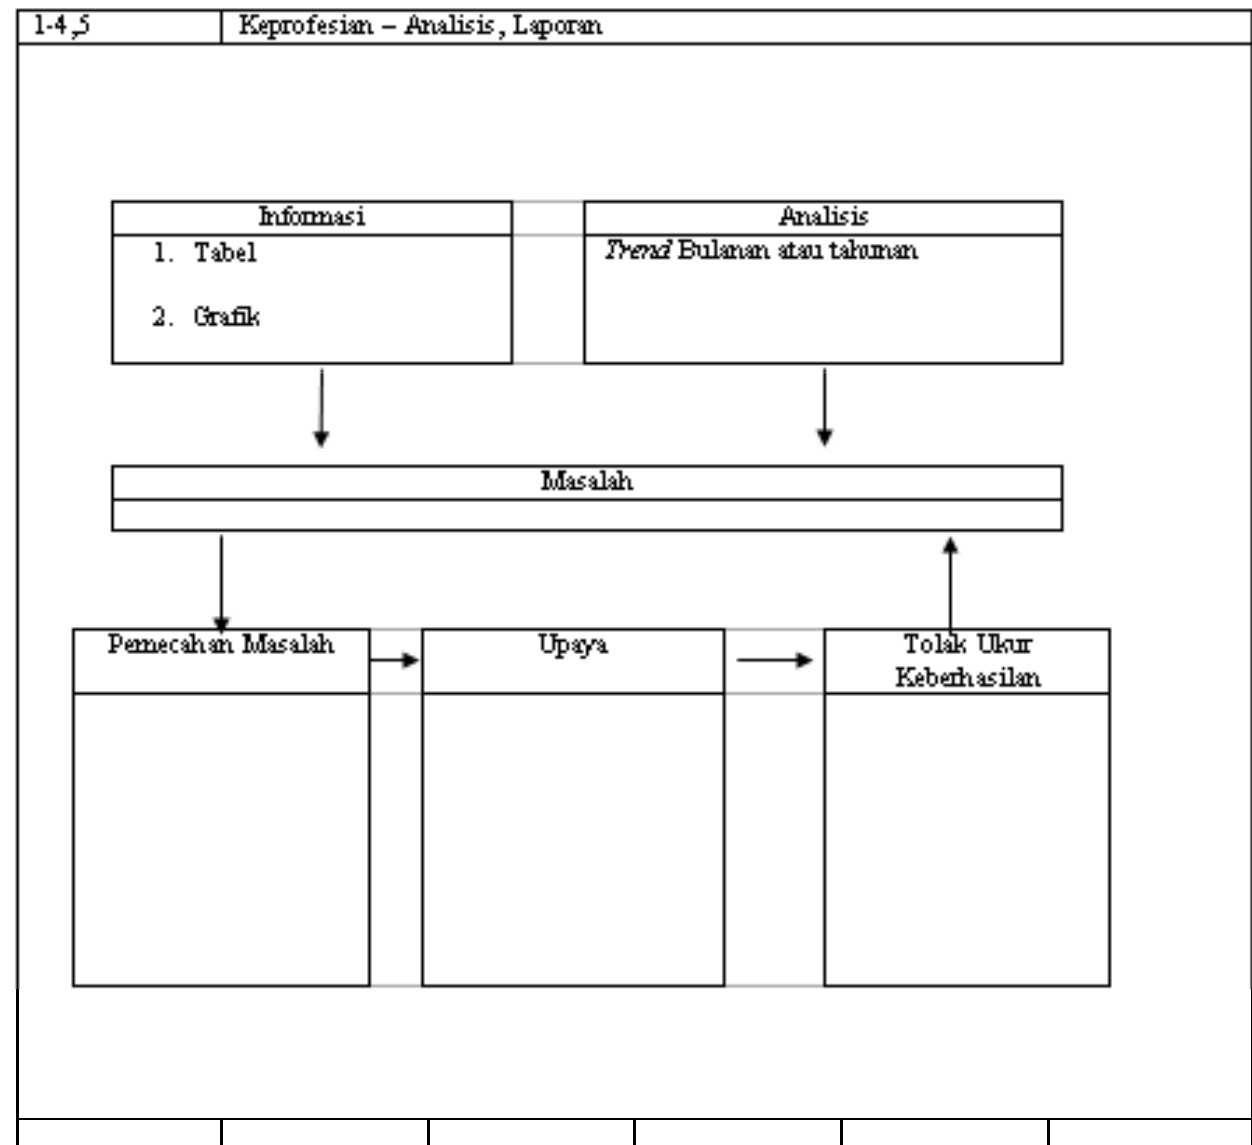 1-4,5 Keprofesian – Analisis, Laporan
Informasi
1. Tabel
2. Grafik
Analisis
Trend Bulanan atau tahunan
Masalah
Pemecahan Masalah
Upaya
Tolak Ukur
Keberhasilan